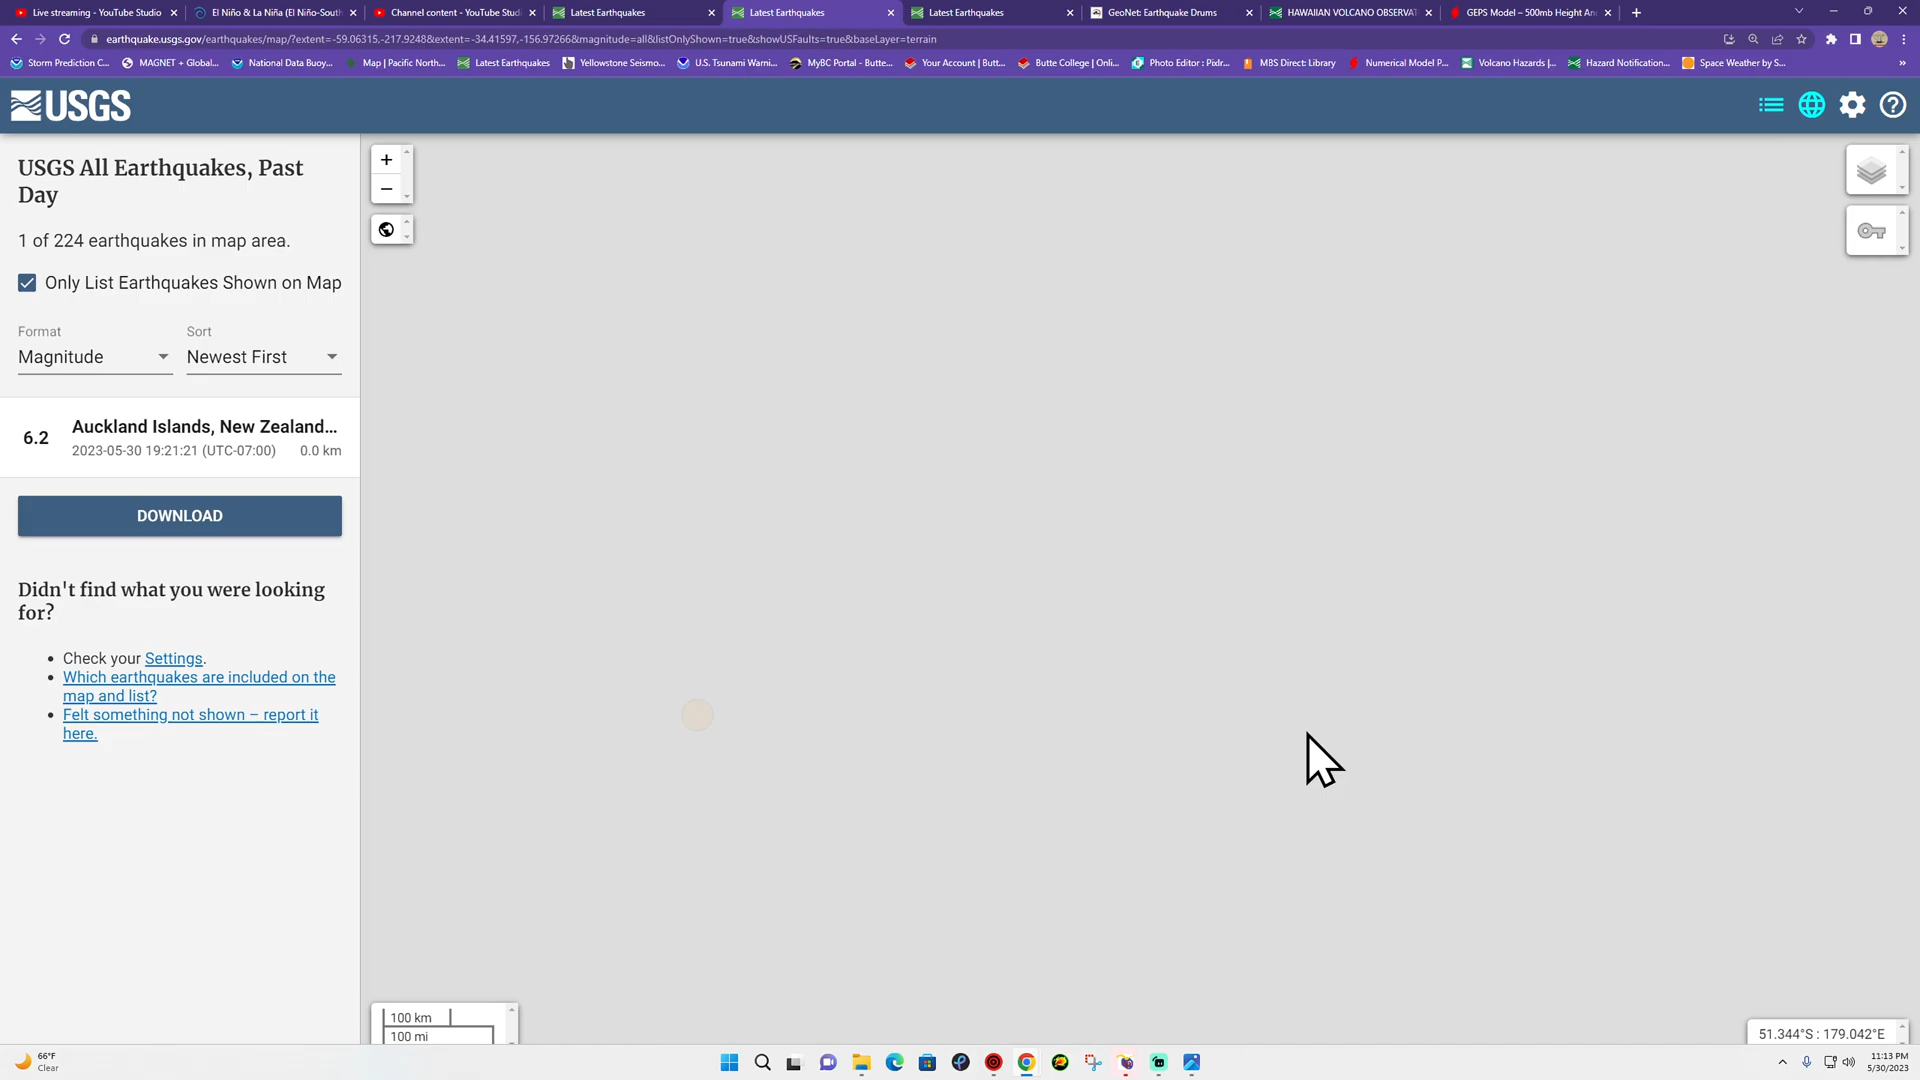 Live streaming - YouTube Studio
El Niño & La Niña (El Niño-South
Channel content - YouTube Studi
Latest Earthquakes
Latest Earthquakes
Latest Earthquakes
GeoNet: Earthquake Drums
HAWAIIAN VOLCANO OBSERVAT
GEPS Model – 500mb Height An
earthquake.usgs.gov/earthquakes/map/?extent=-59.06315,-217.9248&extent=-34.41597,-156.97266&magnitude=all&listOnlyShown=true&showUSFaults=true&baseLayer=terrain
Storm Prediction C...
MAGNET + Global...
National Data Buoy...
Map | Pacific North...
Latest Earthquakes
Yellowstone Seismo...
U.S. Tsunami Warni...
MyBC Portal - Butte...
Your Account | Butt...
Butte College | Onli...
Photo Editor : Pixlr...
MBS Direct Library
Numerical Model P...
Volcano Hazards |...
Hazard Notification...
Space Weather by S...
»
USGS
USGS All Earthquakes, Past
Day
1 of 224 earthquakes in map area.
Only List Earthquakes Shown on Map
Format
Sort
Magnitude
Newest First
6.2
Auckland Islands, New Zealand...
2023-05-30 19:21:21 (UTC-07:00)
0.0 km
DOWNLOAD
Didn't find what you were looking
for?
Check your Settings.
Which earthquakes are included on the
map and list?
Felt something not shown – report it
here.
+
−
100 km
100 mi
51.344°S : 179.042°E
66°F
Clear
11:13 PM
5/30/2023